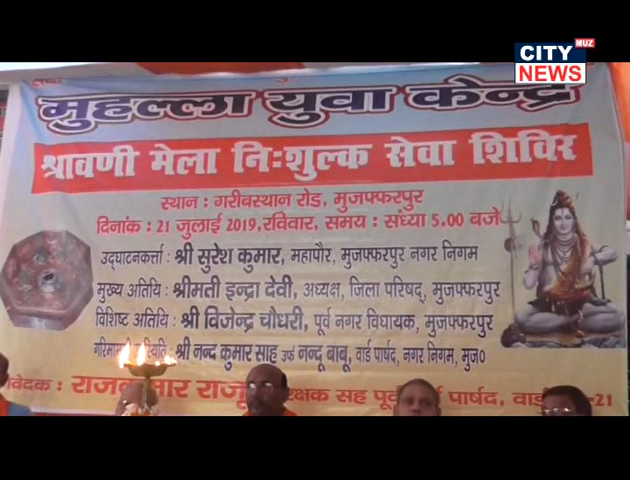 CITY MUZ
NEWS
मुहल्ला युवा केन्द्र
श्रावणी मेला निःशुल्क सेवा शिविर
स्थान : गरीबस्थान रोड, मुजफ्फरपुर
दिनांक : 21 जुलाई 2019,रविवार, समय : संध्या 5.00 बजे
उद्घाटनकर्त्ता : श्री सुरेश कुमार, महापौर, मुजफ्फरपुर नगर निगम
मुख्य अतिथि : श्रीमती इन्द्रा देवी, अध्यक्ष, जिला परिषद्, मुजफ्फरपुर
विशिष्ट अतिथि : श्री विजेन्द्र चौधरी, पूर्व नगर विधायक, मुजफ्फरपुर
श्री नन्द कुमार साह उर्फ नन्दू बाबू, वार्ड पार्षद, नगर निगम, मुज०
राजकुमार राजू सह पार्षद, -21